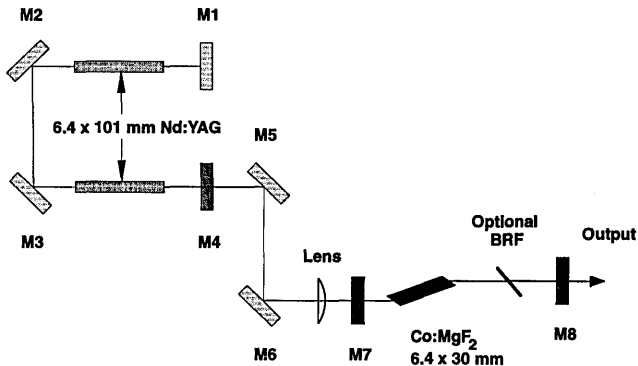 M2
M1
6.4 x 101 mm Nd:YAG
M5
M3
M4
Optional
BRF
Output
Lens
M6
M7
Co:MgF2
6.4 x 30 mm
M8